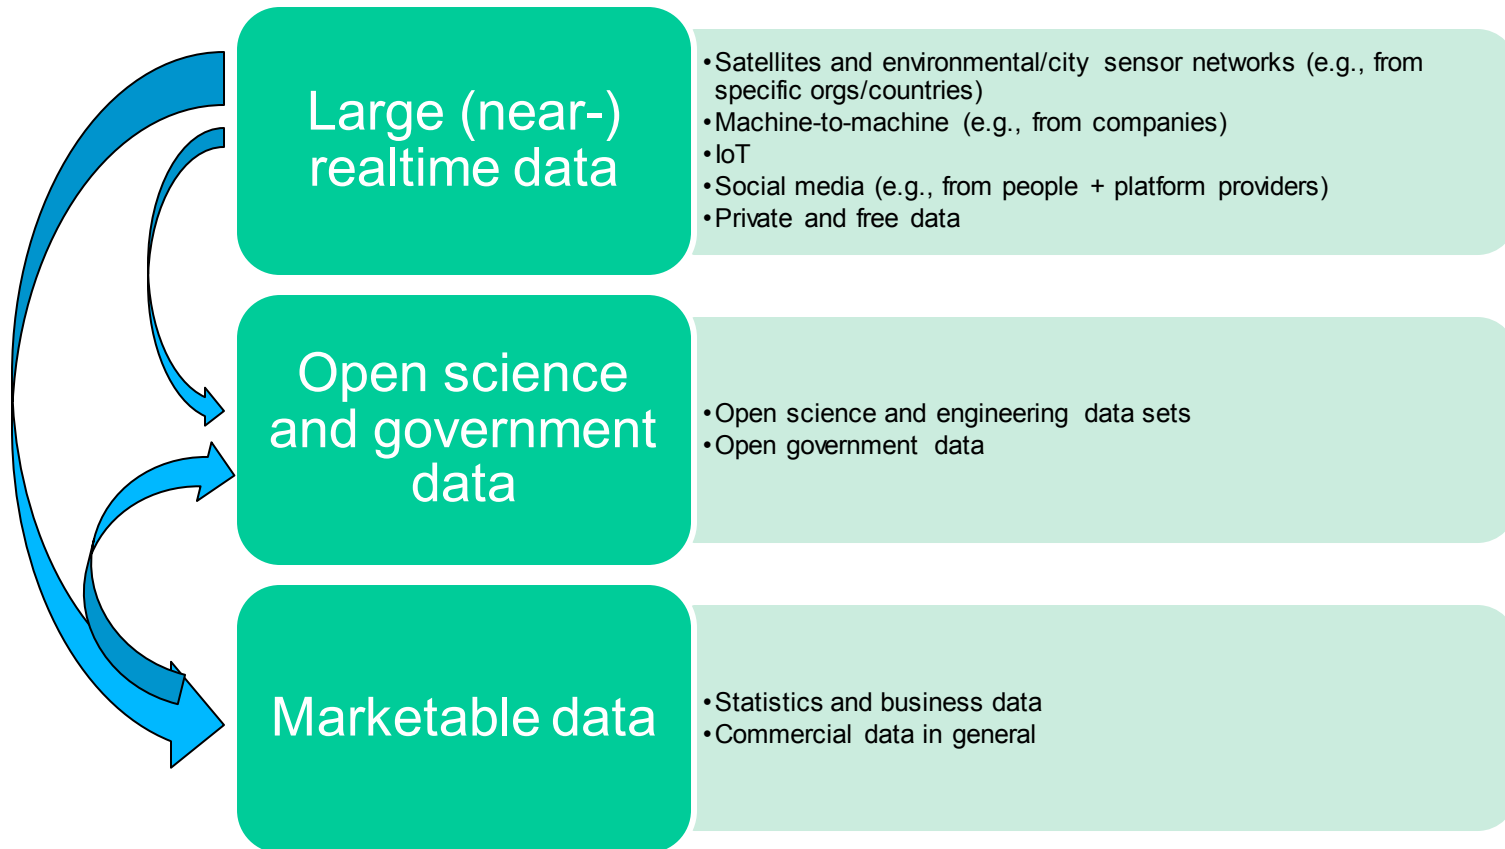 Large (near-)
realtime data
•Satellites and environmental/city sensor networks (e.g., from
specific orgs/countries)
•Machine-to-machine (e.g., from companies)
•IoT
•Social media (e.g., from people + platform providers)
•Private and free data
Open science
and government
data
•Open science and engineering data sets
•Open government data
Marketable data
•Statistics and business data
•Commercial data in general